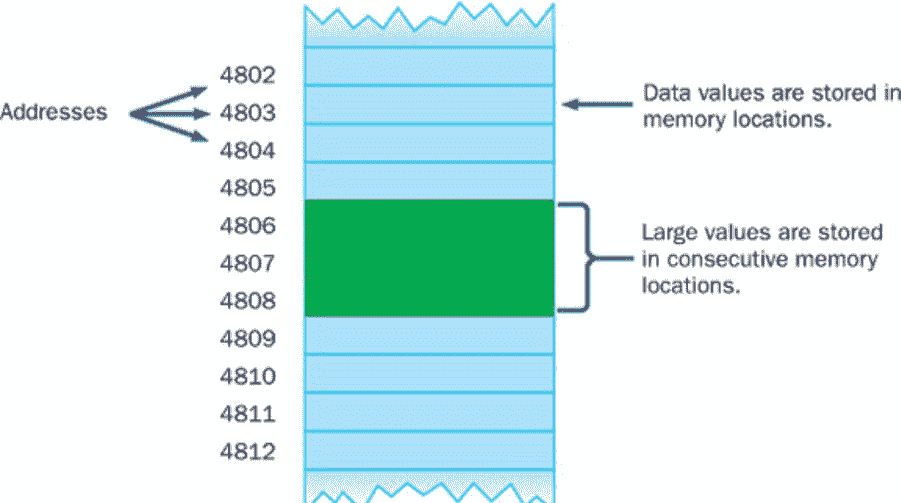 4802
Addresses
4803
4804
4805
4806
4807
4808
4809
4810
4811
4812
Data values are stored in
memory locations.
Large values are stored
in consecutive memory
locations.